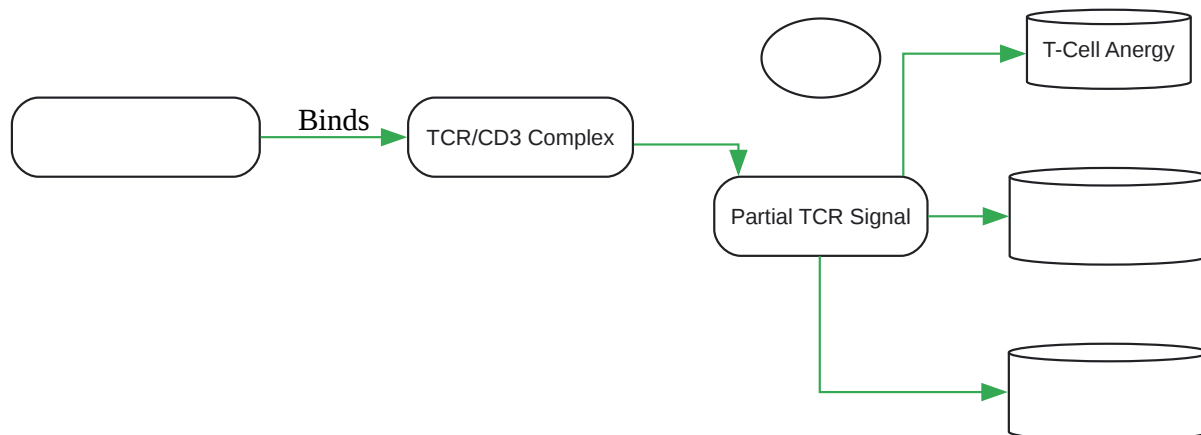 T-Cell Anergy
Binds
TCR/CD3 Complex
Partial TCR Signal